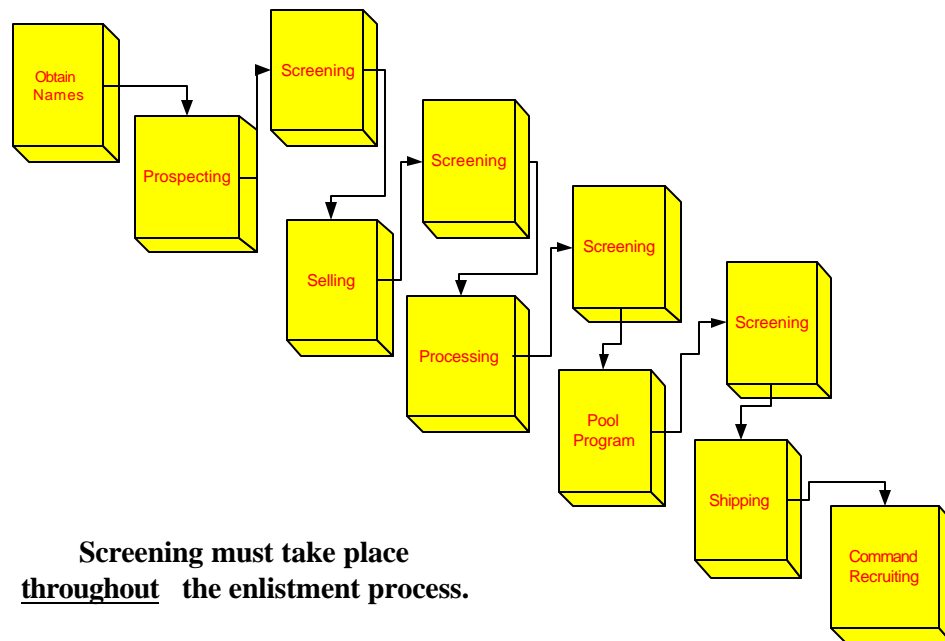 Obtain
Names
Prospecting
Screening
Selling
Screening
Processing
Screening
Pool
Program
Screening
Shipping
Command
Recruiting
Screening must take place
throughout the enlistment process.